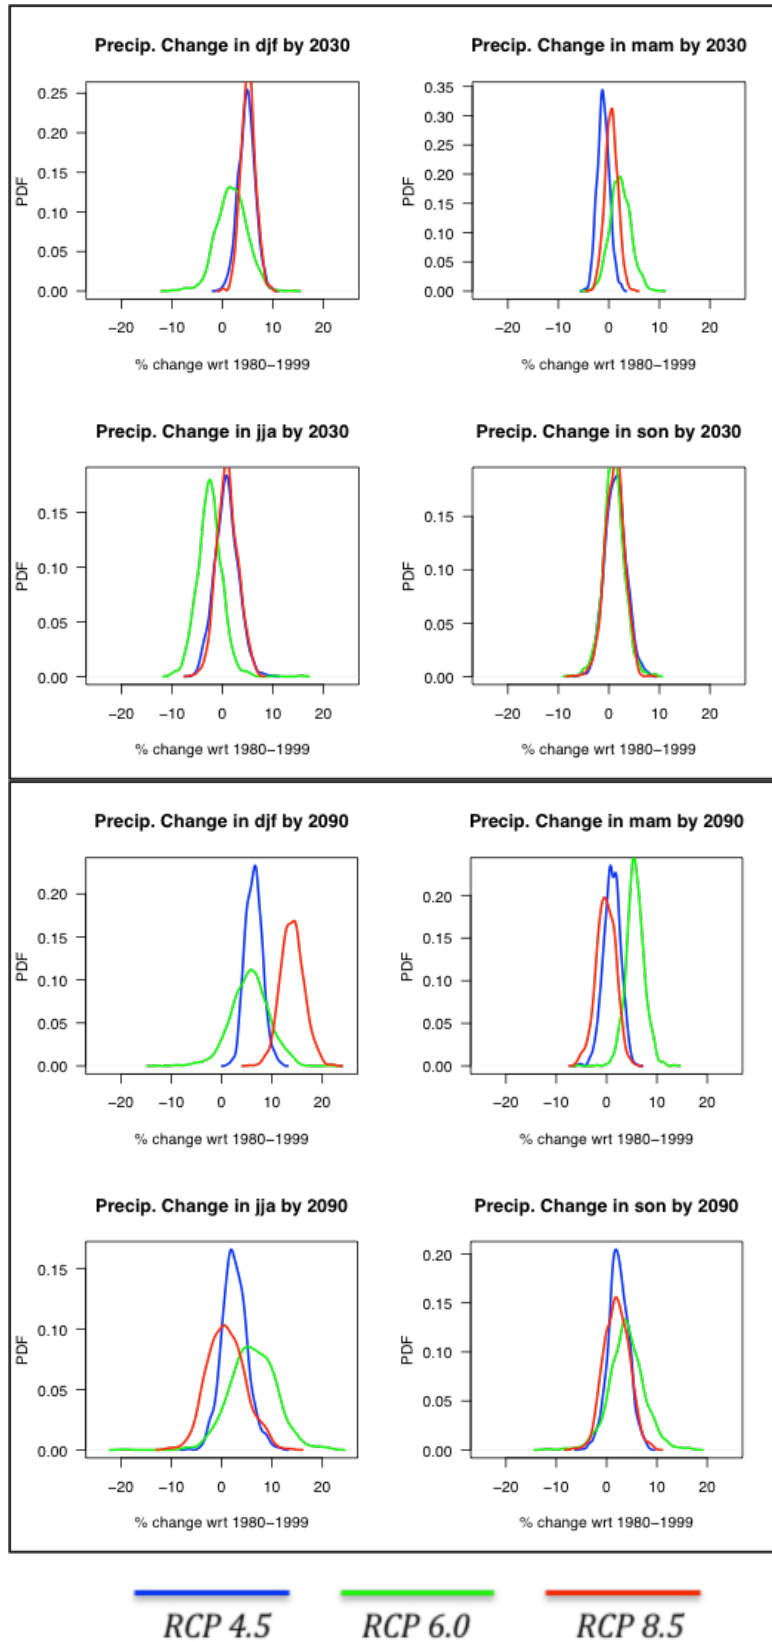 Precip. Change in djf by 2030
PDF
0.25
0.20
0.15
0.10
0.05
0.00
−20 −10 0 10 20
% change wrt 1980−1999
Precip. Change in mam by 2030
PDF
0.35
0.30
0.25
0.20
0.15
0.10
0.05
0.00
−20 −10 0 10 20
% change wrt 1980−1999
Precip. Change in jja by 2030
PDF
0.15
0.10
0.05
0.00
−20 −10 0 10 20
% change wrt 1980−1999
Precip. Change in son by 2030
PDF
0.15
0.10
0.05
0.00
−20 −10 0 10 20
% change wrt 1980−1999
Precip. Change in djf by 2090
PDF
0.20
0.15
0.10
0.05
0.00
−20 −10 0 10 20
% change wrt 1980−1999
Precip. Change in mam by 2090
PDF
0.20
0.15
0.10
0.05
0.00
−20 −10 0 10 20
% change wrt 1980−1999
Precip. Change in jja by 2090
PDF
0.15
0.10
0.05
0.00
−20 −10 0 10 20
% change wrt 1980−1999
Precip. Change in son by 2090
PDF
0.20
0.15
0.10
0.05
0.00
−20 −10 0 10 20
% change wrt 1980−1999
RCP 4.5 RCP 6.0 RCP 8.5